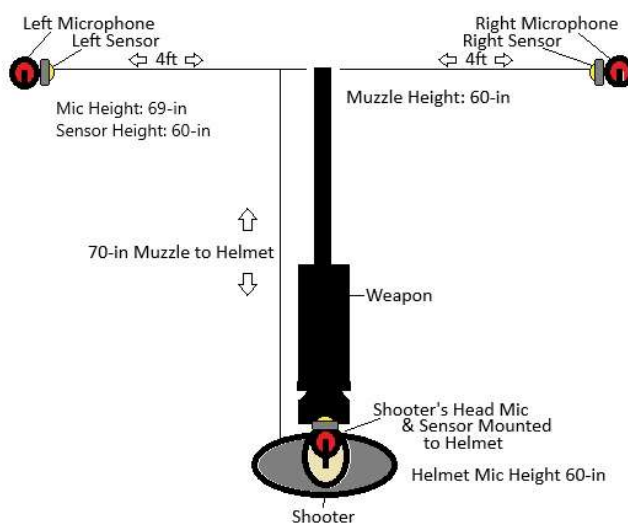 Left Microphone
Left Sensor
4ft
Right Microphone
Right Sensor
4ft
Mic Height: 69-in
Sensor Height: 60-in
Muzzle Height: 60-in
70-in Muzzle to Helmet
Weapon
Shooter's Head Mic
& Sensor Mounted
to Helmet
Helmet Mic Height 60-in
Shooter